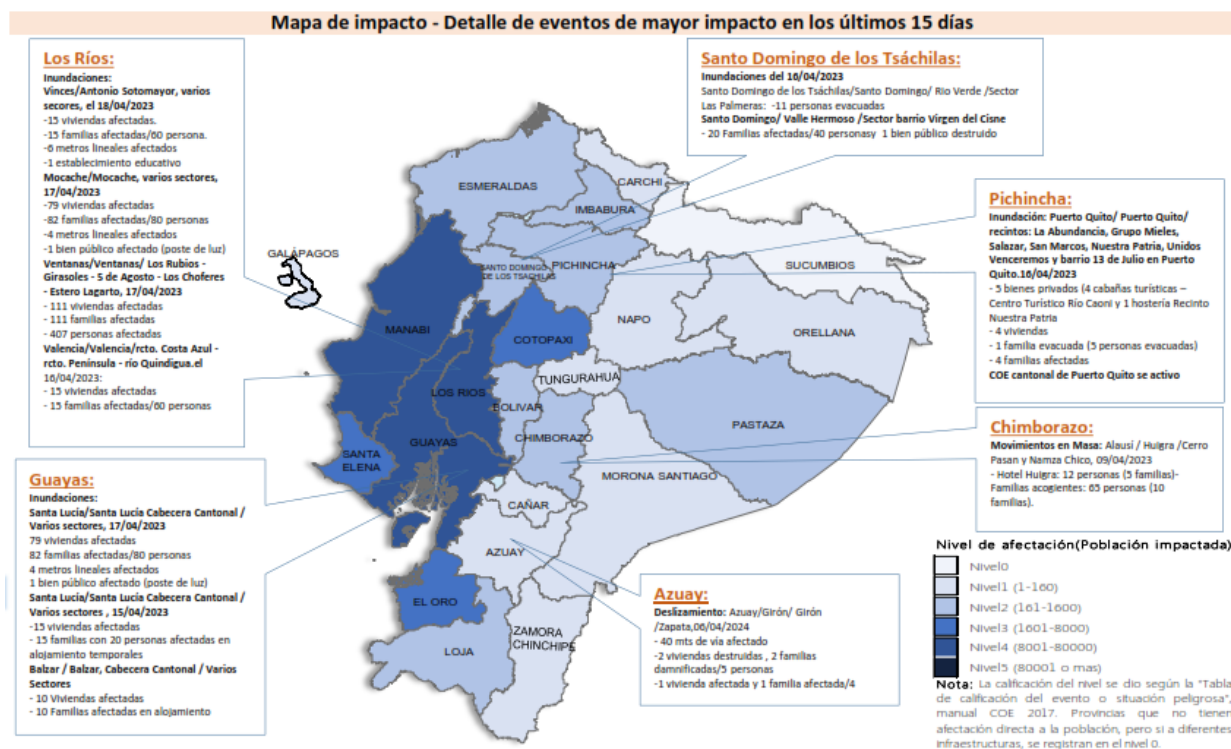 Mapa de impacto - Detalle de eventos de mayor impacto en los últimos 15 días
Los Ríos:
Inundaciones:
Vinces/Antonio Sotomayor, varios
secores, el 18/04/2023
-15 viviendas afectadas.
-15 familias afectadas/60 persona.
-6 metros lineales afectados
-1 establecimiento educativo
Mocache/Mocache, varios sectores,
17/04/2023
-79 viviendas afectadas
-82 familias afectadas/80 personas
-4 metros lineales afectados
-1 bien público afectado (poste de luz)
Ventanas/Ventanas/ Los Rubios -
Girasoles - 5 de Agosto - Los Choferes
- Estero Lagarto, 17/04/2023
- 111 viviendas afectadas
- 111 familias afectadas
- 407 personas afectadas
Valencia/Valencia/rcto. Costa Azul -
rcto. Península - río Quindigua.el
16/04/2023:
- 15 viviendas afectadas
- 15 familias afectadas/60 personas
Guayas:
Inundaciones:
Santa Lucía/Santa Lucía Cabecera Cantonal /
Varios sectores, 17/04/2023
79 viviendas afectadas
82 familias afectadas/80 personas
4 metros lineales afectados
1 bien público afectado (poste de luz)
Santa Lucía/Santa Lucía Cabecera Cantonal /
Varios sectores , 15/04/2023
-15 viviendas afectadas
- 15 familias con 20 personas afectadas en
alojamiento temporales
Balzar / Balzar, Cabecera Cantonal / Varios
Sectores
- 10 Viviendas afectadas
- 10 Familias afectadas en alojamiento
Santo Domingo de los Tsáchilas:
Inundaciones del 16/04/2023
Santo Domingo de los Tsáchilas/Santo Domingo/ Rio Verde /Sector
Las Palmeras: -11 personas evacuadas
Santo Domingo/ Valle Hermoso /Sector barrio Virgen del Cisne
- 20 Familias afectadas/40 personasy 1 bien público destruido
Pichincha:
Inundación: Puerto Quito/ Puerto Quito/
recintos: La Abundancia, Grupo Mieles,
Salazar, San Marcos, Nuestra Patria, Unidos
Venceremos y barrio 13 de Julio en Puerto
Quito.16/04/2023
- 5 bienes privados (4 cabañas turísticas –
Centro Turístico Río Caoni y 1 hostería Recinto
Nuestra Patria
- 4 viviendas
- 1 familia evacuada (5 personas evacuadas)
- 4 familias afectadas
COE cantonal de Puerto Quito se activo
Chimborazo:
Movimientos en Masa: Alausí / Huigra /Cerro
Pasan y Namza Chico, 09/04/2023
- Hotel Huigra: 12 personas (5 familias)-
Familias acogientes: 65 personas (10
familias).
Azuay:
Deslizamiento: Azuay/Girón/ Girón
/Zapata,06/04/2024
- 40 mts de vía afectado
-2 viviendas destruidas , 2 familias
damnificadas/5 personas
-1 vivienda afectada y 1 familia afectada/4
ESMERALDAS
CARCHI
IMBABURA
GALÁPAGOS
SANTO DOMINGO
DE LOS TSACHILAS
PICHINCHA
SUCUMBIOS
MANABI
COTOPAXI
NAPO
ORELLANA
LOS RIOS
TUNGURAHUA
BOLIVAR
PASTAZA
GUAYAS
CHIMBORAZO
SANTA
ELENA
MORONA SANTIAGO
CAÑAR
AZUAY
EL ORO
ZAMORA
CHINCHIPE
LOJA
Nivel de afectación(Población impactada)
Nivel0
Nivel1 (1-160)
Nivel2 (161-1600)
Nivel3 (1601-8000)
Nivel4 (8001-80000)
Nivel5 (80001 o mas)
Nota: La calificación del nivel se dio según la "Tabla
de calificación del evento o situación peligrosa",
manual COE 2017. Provincias que no tienen
afectación directa a la población, pero si a diferentes
infraestructuras, se registran en el nivel 0.